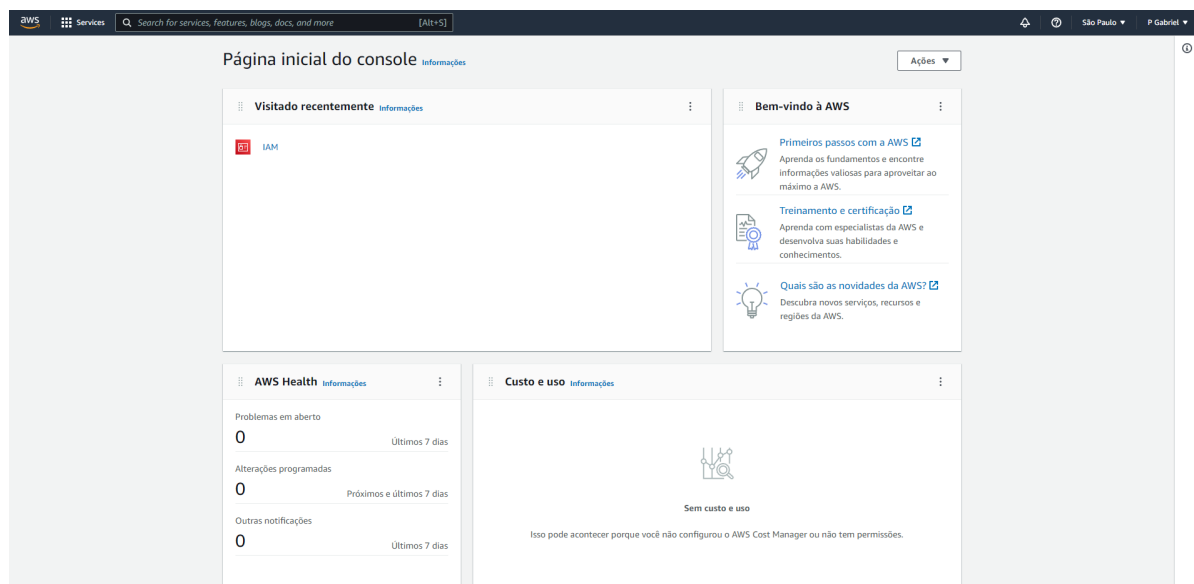 aws
Services
Search for services, features, blogs, docs, and more [Alt+S]
São Paulo ▼
P Gabriel ▼
Página inicial do console Informações
Ações ▼
Visitado recentemente Informações
IAM
Bem-vindo à AWS
Primeiros passos com a AWS
Aprenda os fundamentos e encontre
informações valiosas para aproveitar ao
máximo a AWS.
Treinamento e certificação
Aprenda com especialistas da AWS e
desenvolva suas habilidades e
conhecimentos.
Quais são as novidades da AWS?
Descubra novos serviços, recursos e
regiões da AWS.
AWS Health Informações
Problemas em aberto
0 Últimos 7 dias
Alterações programadas
0 Próximos e últimos 7 dias
Outras notificações
0 Últimos 7 dias
Custo e uso Informações
Sem custo e uso
Isso pode acontecer porque você não configurou o AWS Cost Manager ou não tem permissões.